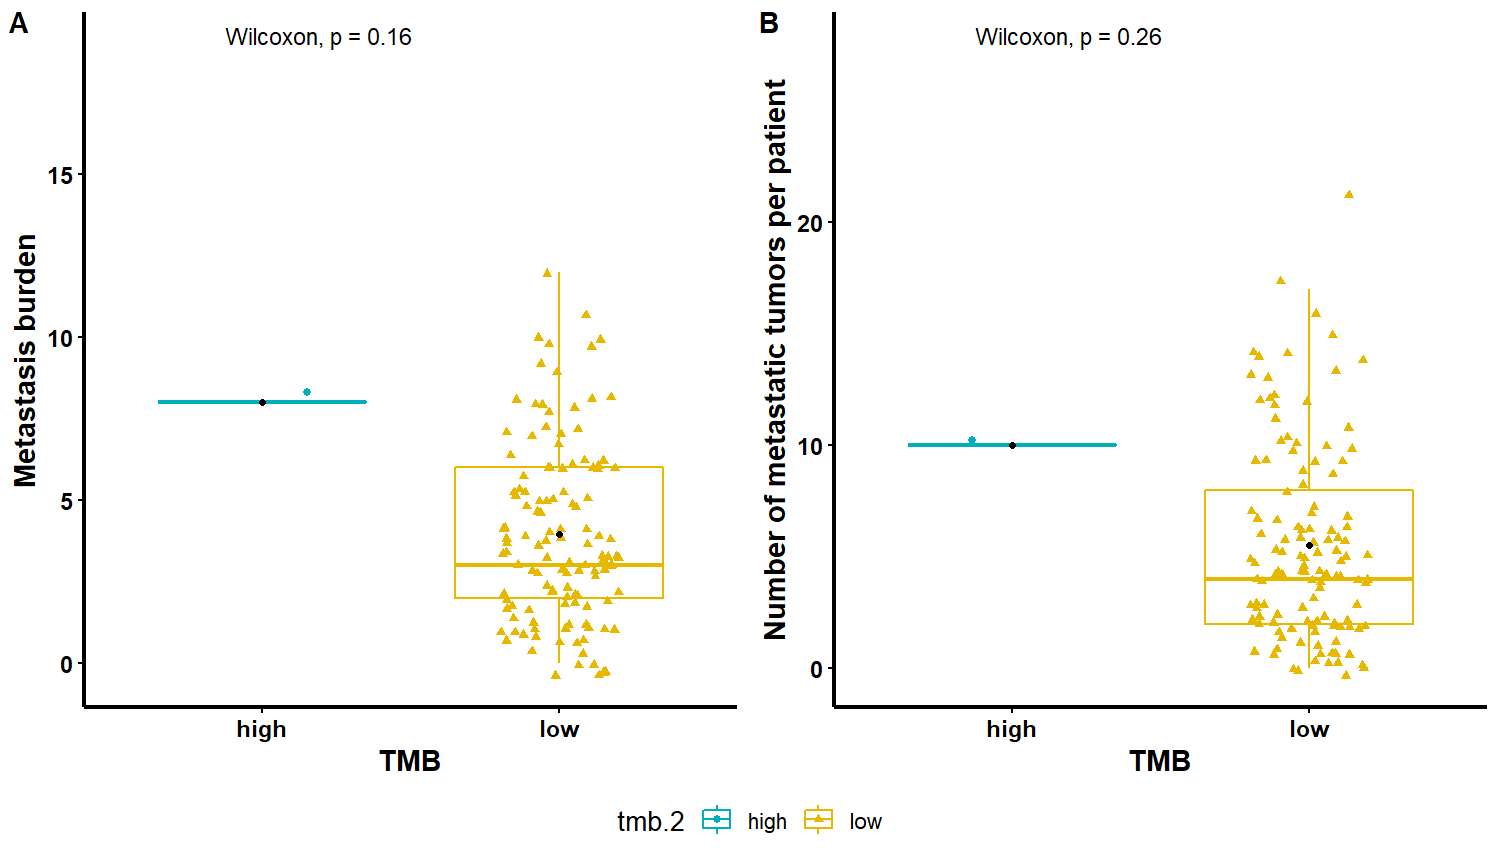 A
Wilcoxon, p = 0.16
Metastasis burden
15
10
5
0
high
low
TMB
B
Wilcoxon, p = 0.26
Number of metastatic tumors per patient
20
10
0
high
low
TMB
tmb.2 high low